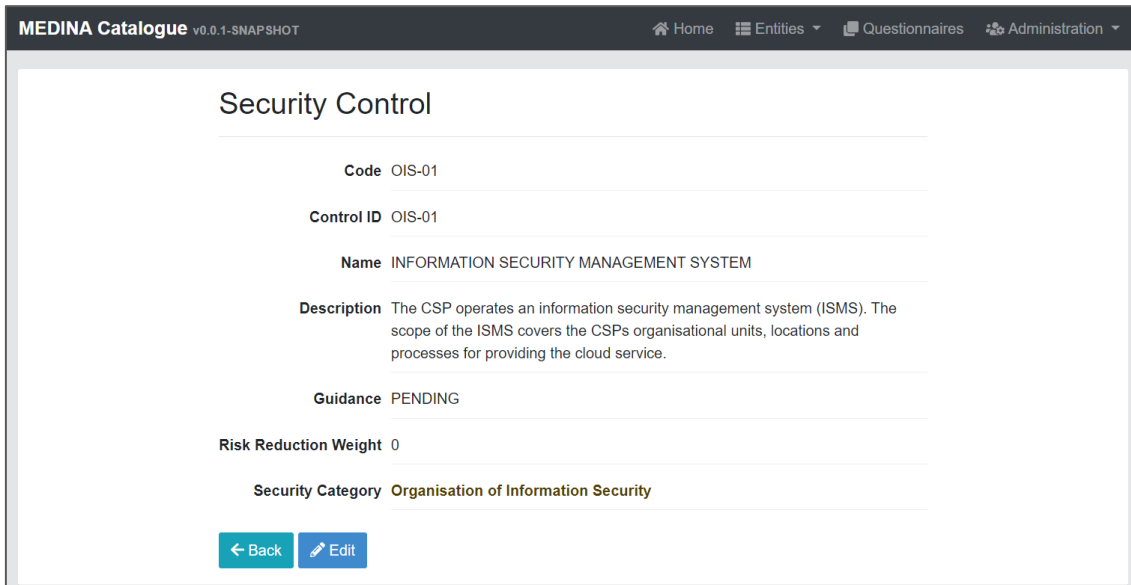 MEDINA Catalogue v0.0.1-SNAPSHOT Home Entities Questionnaires Administration
Security Control
Code OIS-01
Control ID OIS-01
Name INFORMATION SECURITY MANAGEMENT SYSTEM
Description The CSP operates an information security management system (ISMS). The
scope of the ISMS covers the CSPs organisational units, locations and
processes for providing the cloud service.
Guidance PENDING
Risk Reduction Weight 0
Security Category Organisation of Information Security
Back Edit